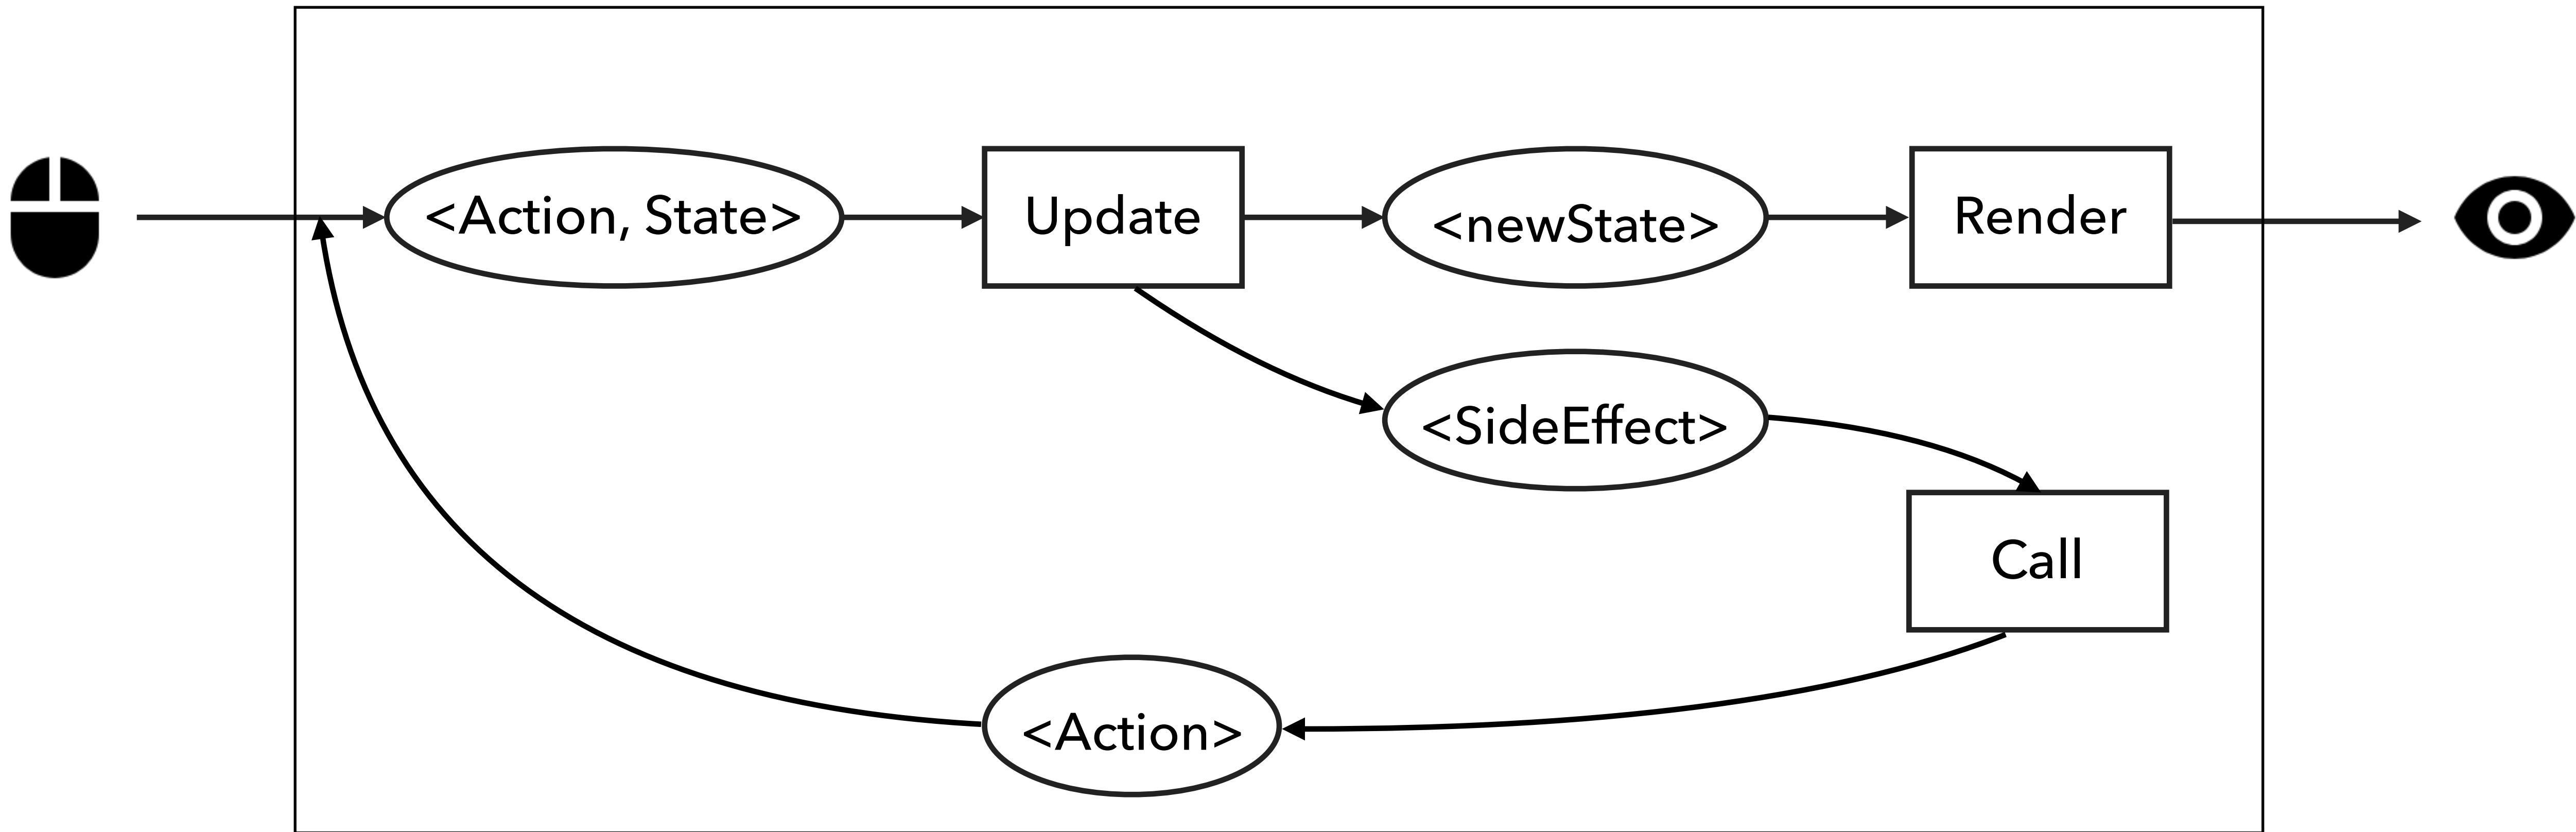 <Action, State>
Update
<newState>
Render
<SideEffect>
Call
<Action>